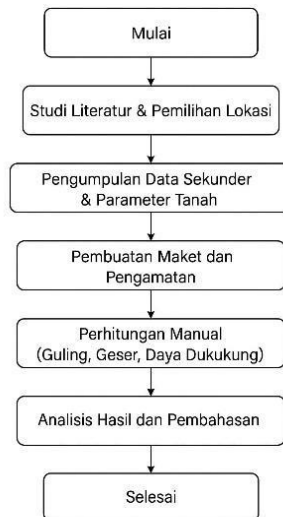 Mulai
Studi Literatur & Pemilihan Lokasi
Pengumpulan Data Sekunder
& Parameter Tanah
Pembuatan Maket dan
Pengamatan
Perhitungan Manual
(Guling, Geser, Daya Dukukung)
Analisis Hasil dan Pembahasan
Selesai